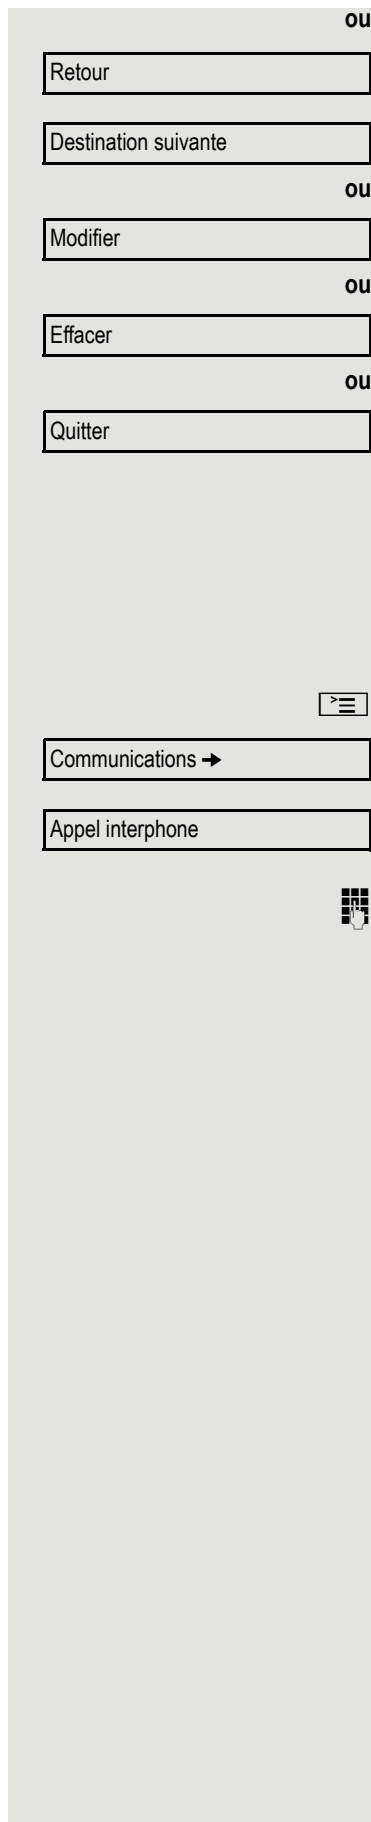 ou
Retour
Destination suivante
ou
Modifier
ou
Effacer
ou
Quitter
Communications ➜
Appel interphone